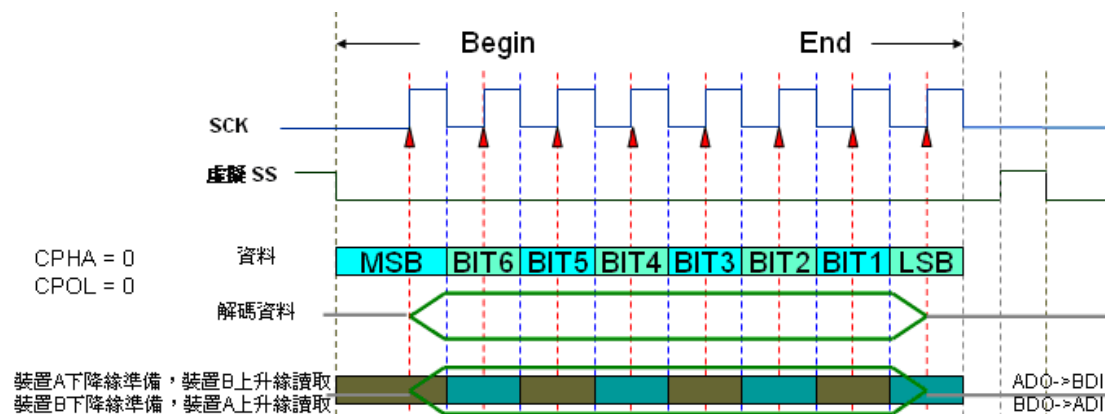 Begin End
SCK
虛擬 SS
CPHA = 0
CPOL = 0
資料
MSB BIT6 BIT5 BIT4 BIT3 BIT2 BIT1 LSB
解碼資料
裝置A下降緣準備，裝置B上升緣讀取
ADO->BDI
裝置B下降緣準備，裝置A上升緣讀取
BDO->ADI